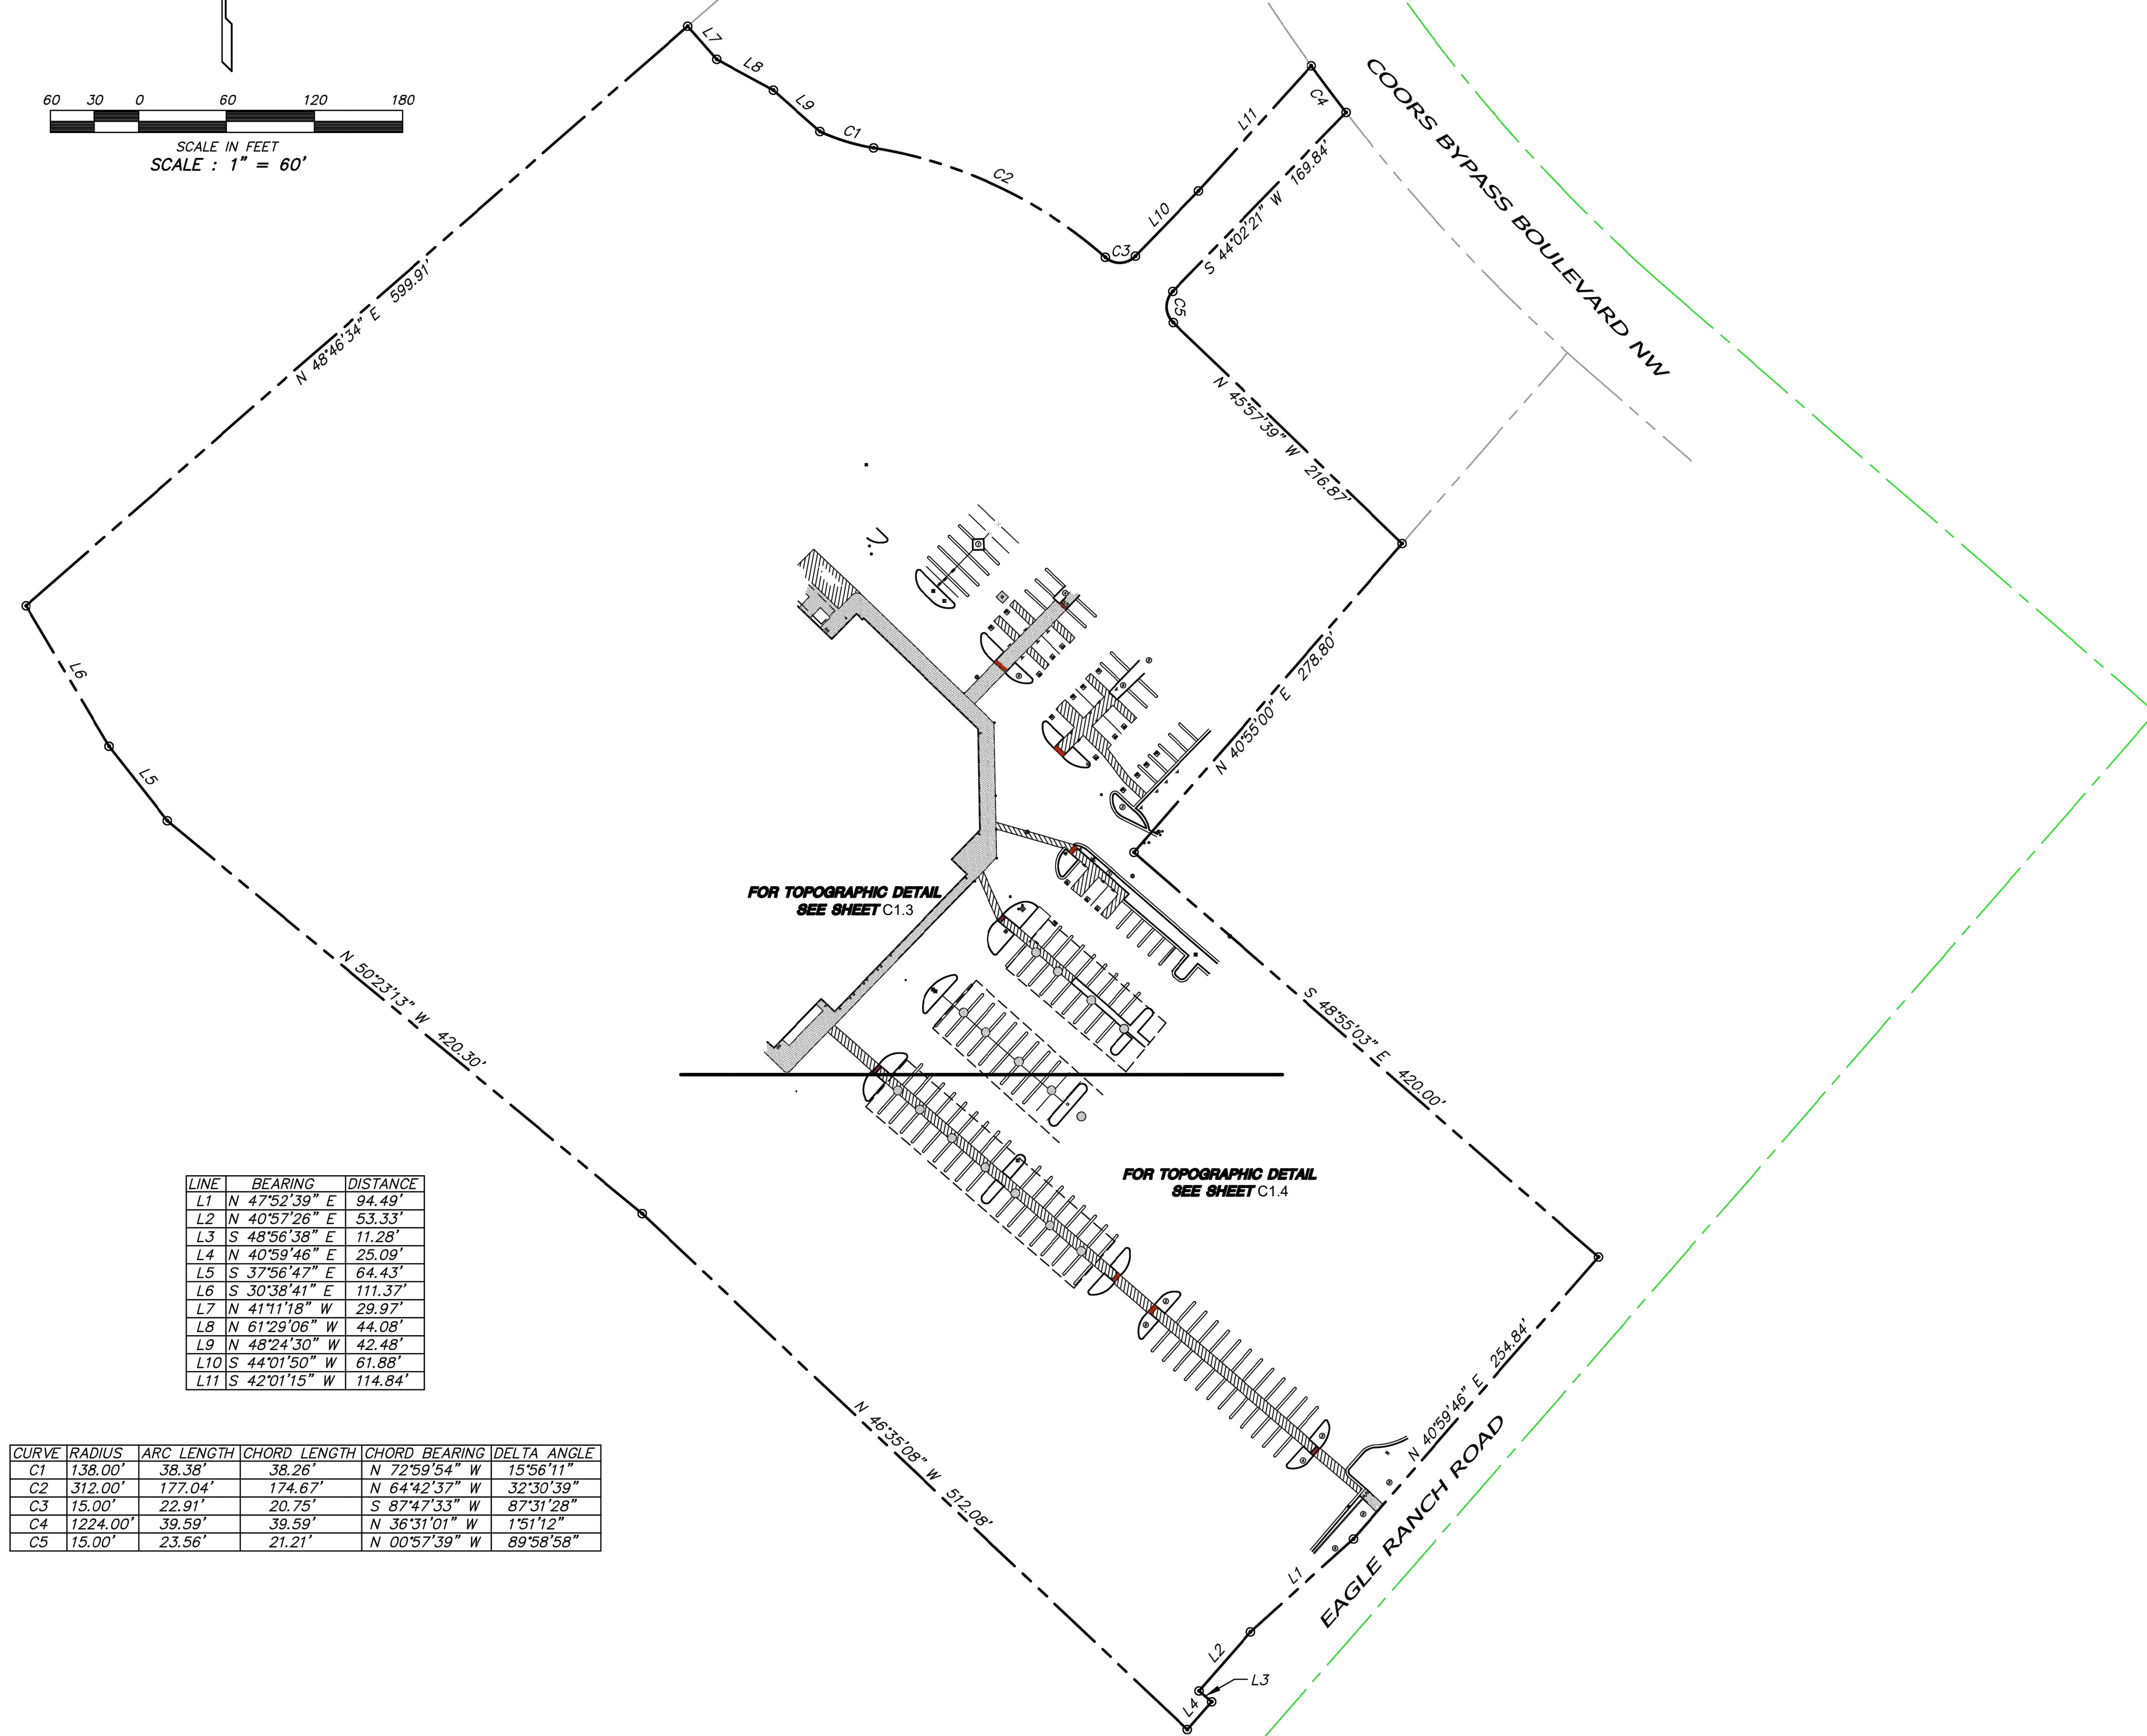 60 30 0 60 120 180
SCALE IN FEET
SCALE : 1" = 60'
L7
L8
L9
C1
C2
C3
L10
L11
C4
COORS BYPASS BOULEVARD NW
S 44°02'21" W 169.84'
C5
N 45°57'39" W 216.87'
N 48°46'34" E 599.91'
N 40°55'00" E 278.80'
L6
L5
FOR TOPOGRAPHIC DETAIL
SEE SHEET C1.3
N 50°23'13" W 420.30'
S 48°55'03" E 420.00'
FOR TOPOGRAPHIC DETAIL
SEE SHEET C1.4
N 40°59'46" E 254.84'
EAGLE RANCH ROAD
N 46°35'08" W 512.08'
L1
L2
L3
L4
LINE BEARING DISTANCE
L1 N 47°52'39" E 94.49'
L2 N 40°57'26" E 53.33'
L3 S 48°56'38" E 11.28'
L4 N 40°59'46" E 25.09'
L5 S 37°56'47" E 64.43'
L6 S 30°38'41" E 111.37'
L7 N 41°11'18" W 29.97'
L8 N 61°29'06" W 44.08'
L9 N 48°24'30" W 42.48'
L10 S 44°01'50" W 61.88'
L11 S 42°01'15" W 114.84'
CURVE RADIUS ARC LENGTH CHORD LENGTH CHORD BEARING DELTA ANGLE
C1 138.00' 38.38' 38.26' N 72°59'54" W 15°56'11"
C2 312.00' 177.04' 174.67' N 64°42'37" W 32°30'39"
C3 15.00' 22.91' 20.75' S 87°47'33" W 87°31'28"
C4 1224.00' 39.59' 39.59' N 36°31'01" W 1°51'12"
C5 15.00' 23.56' 21.21' N 00°57'39" W 89°58'58"